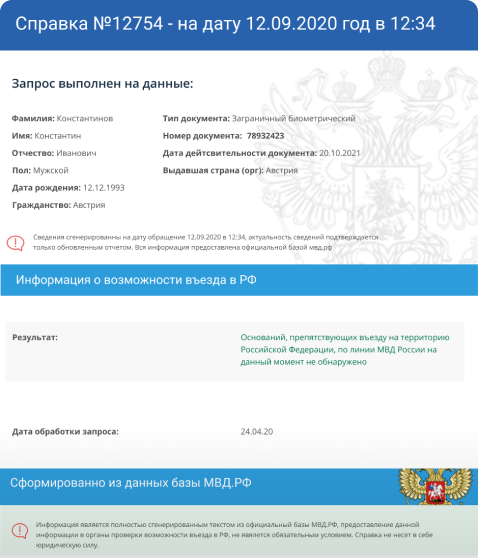 Справка №12754 - на дату 12.09.2020 год в 12:34
Запрос выполнен на данные:
Фамилия: Константинов
Тип документа: Заграничный биометрический
Имя: Константин
Номер документа: 78932423
Отчество: Иванович
Дата дейтсвительности документа: 20.10.2021
Пол: Мужской
Выдавшая страна (орг): Австрия
Дата рождения: 12.12.1993
Гражданство: Австрия
Сведения сгенерированны на дату обращение 12.09.2020 в 12:34, актуальность сведений подтверждается
только обновленным отчетом. Вся информация предоставлена официальной базой мвд.рф
Информация о возможности въезда в РФ
Результат:
Оснований, препятствующих въезду на территорию
Российской Федерации, по линии МВД России на
данный момент не обнаружено
Дата обработки запроса:
24.04.20
Сформированно из данных базы МВД.РФ
Информация является полностью сгенерированным текстом из официальный базы МВД.РФ, предоставление данной
информации в органы проверки возможности въезда в РФ, не явялется обязательным условием. Справка не несет в себе
юридическую силу.